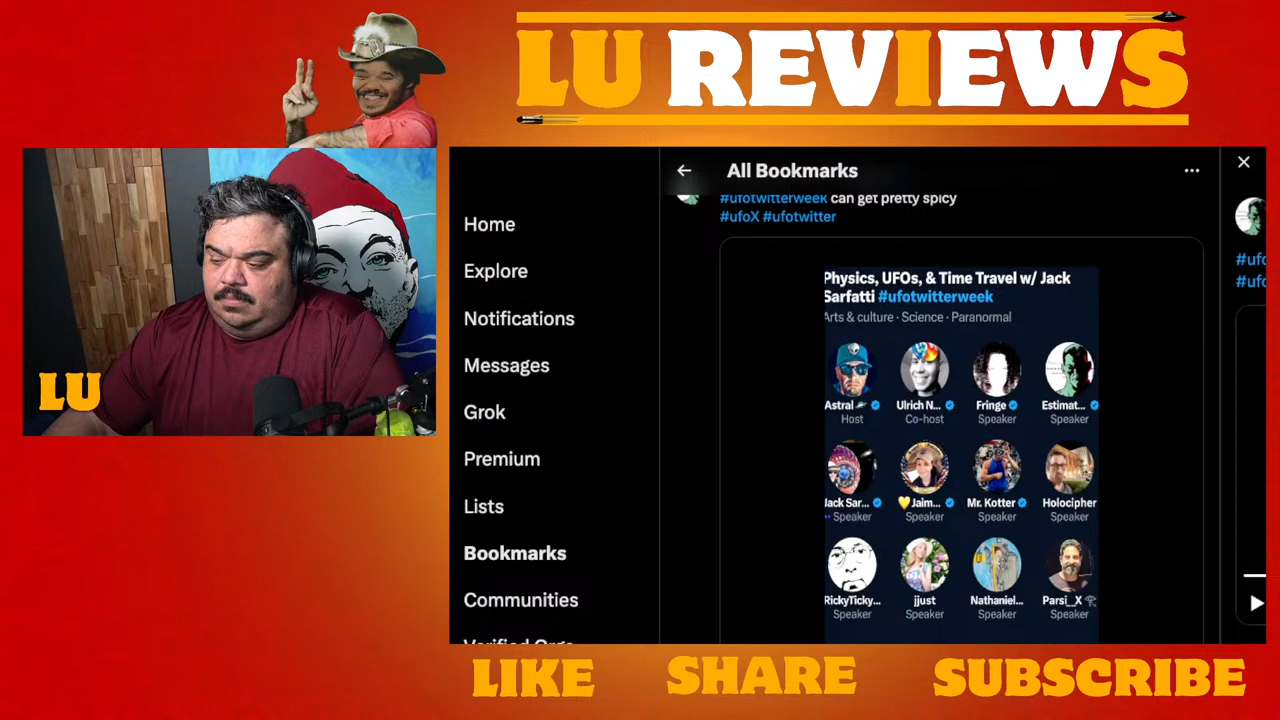 LU REVIEWS
LU
Home
Explore
Notifications
Messages
Grok
Premium
Lists
Bookmarks
Communities
All Bookmarks
#ufotwitterweek can get pretty spicy
#ufoX #ufotwitter
Physics, UFOs, & Time Travel w/ Jack
Sarfatti #ufotwitterweek
Arts & culture · Science · Paranormal
Astral Ulrich N... Fringe Estimat...
Host Co-host Speaker Speaker
Jack Sar... 💛Jaim... Mr. Kotter Holocipher
Speaker Speaker Speaker Speaker
RickyTicky... jjust Nathaniel... Parsi_X
Speaker Speaker Speaker Speaker
#ufo
#ufo
LIKE SHARE SUBSCRIBE